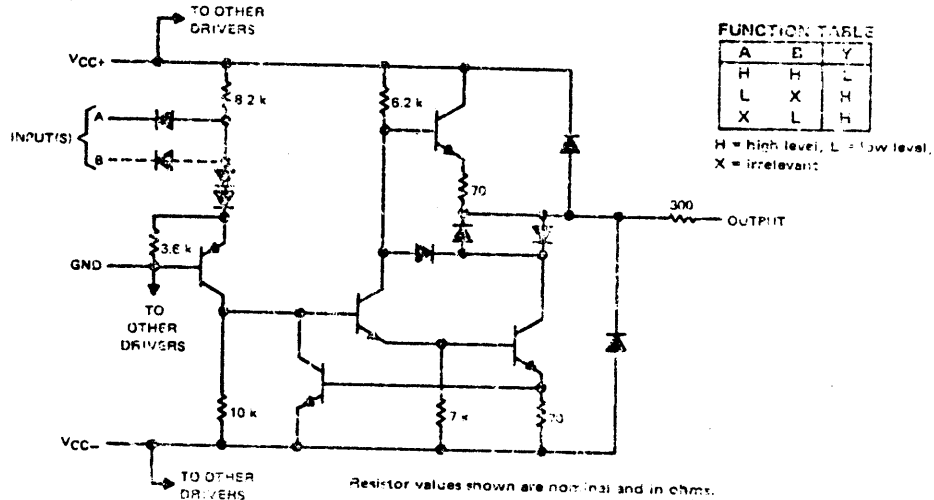 TO OTHER
DRIVERS
VCC+
8.2 k
6.2 k
INPUT(S)
A
B
70
300
OUTPUT
3.6 k
GND
TO
OTHER
DRIVERS
10 k
7 k
70
VCC–
TO OTHER
DRIVERS
Resistor values shown are nominal and in ohms.
FUNCTION TABLE
A B Y
H H L
L X H
X L H
H = high level, L = low level,
X = irrelevant